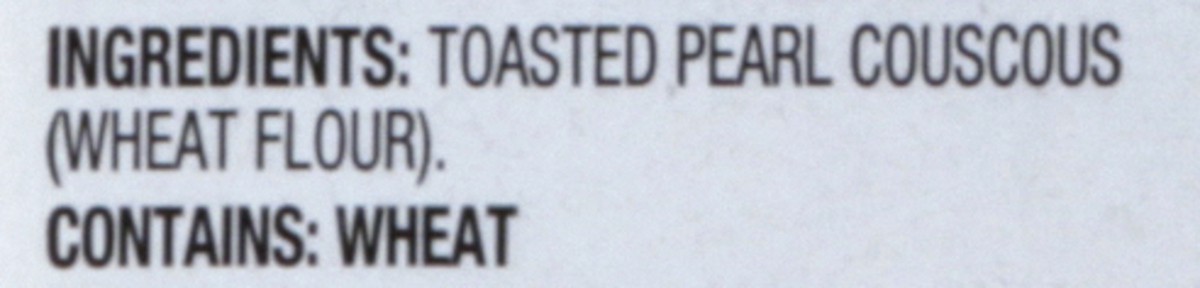 INGREDIENTS: TOASTED PEARL COUSCOUS
(WHEAT FLOUR).
CONTAINS: WHEAT